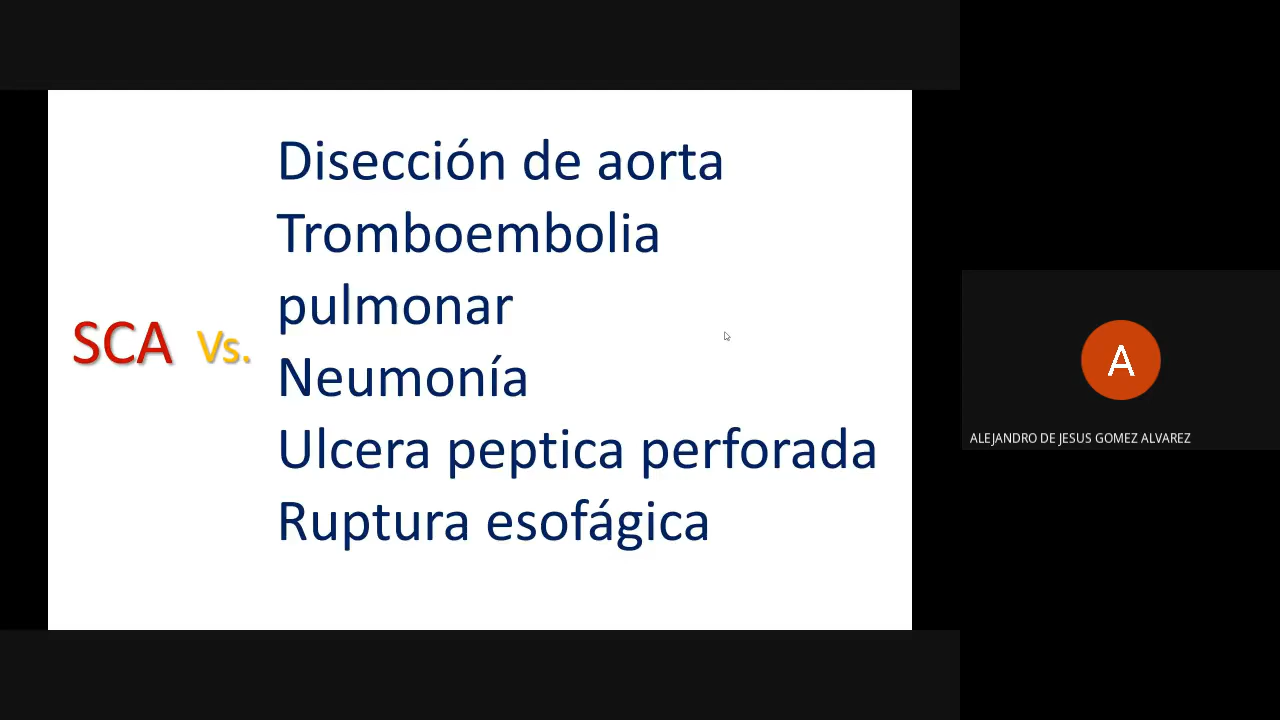 SCA Vs.
Disección de aorta
Tromboembolia
pulmonar
Neumonía
Ulcera peptica perforada
Ruptura esofágica
A
ALEJANDRO DE JESUS GOMEZ ALVAREZ